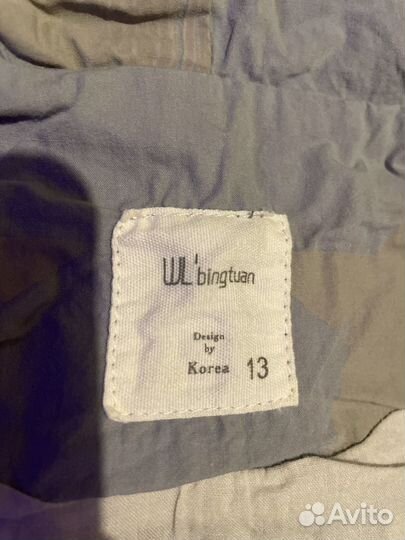 WL'bingtuan
Design
by
Korea 13
Avito